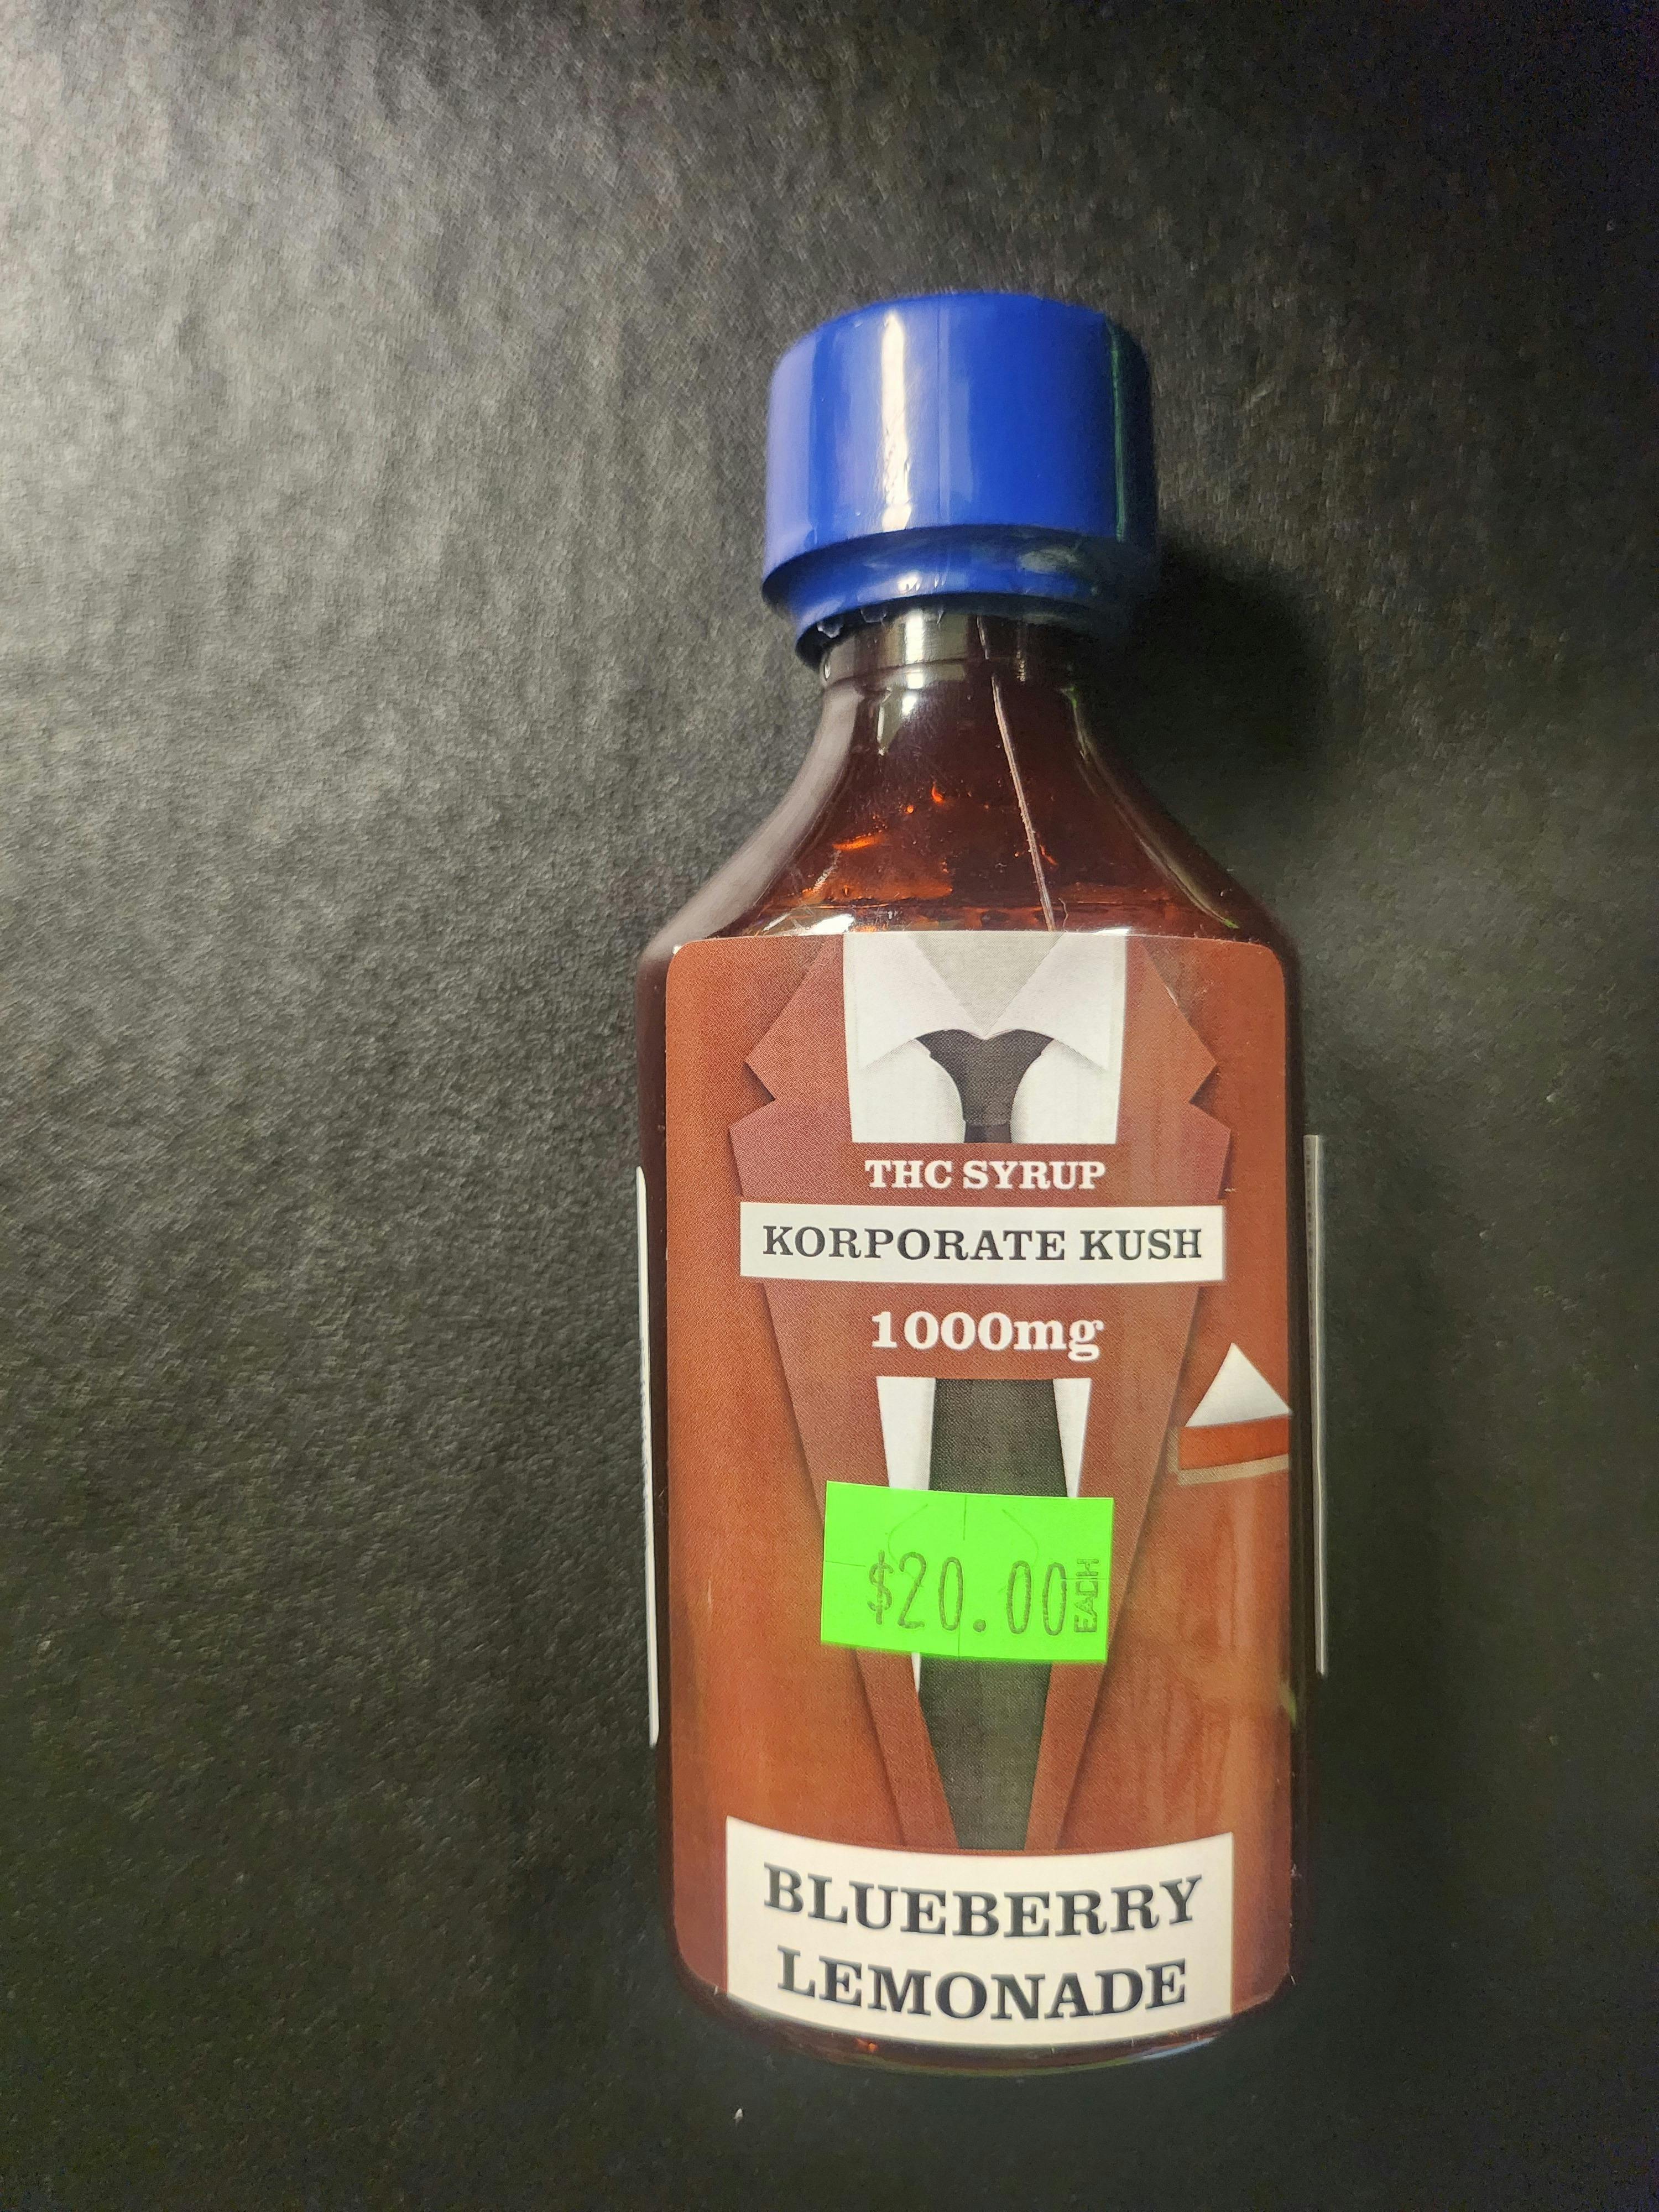 THC SYRUP
KORPORATE KUSH
1000mg
$20.00 EACH
BLUEBERRY
LEMONADE